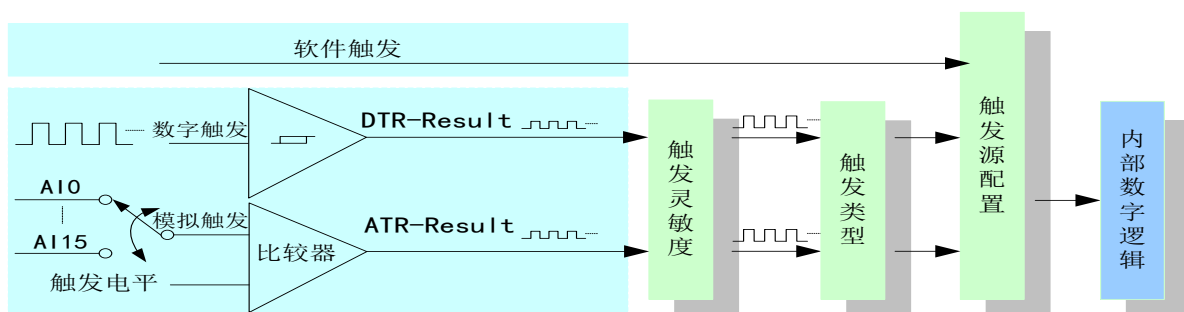 软件触发
数字触发
DTR-Result
AI0
AI15
模拟触发
触发电平
比较器
ATR-Result
触发灵敏度
触发类型
触发源配置
内部数字逻辑